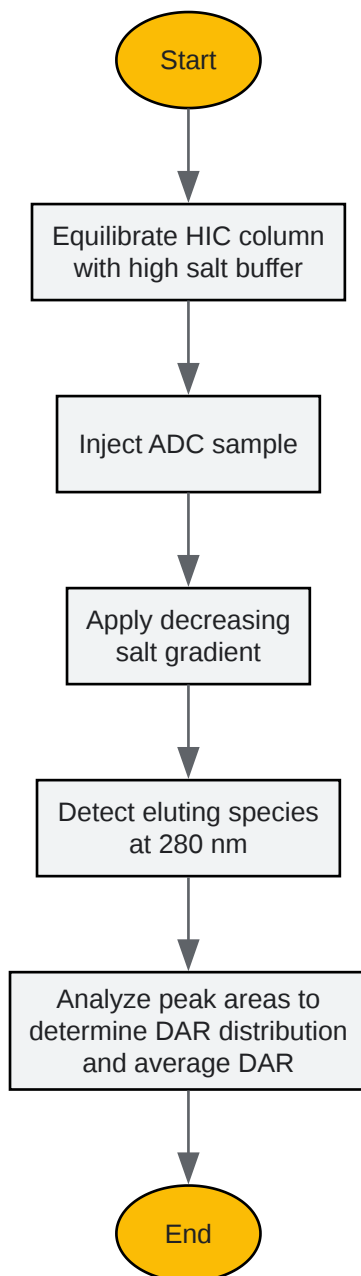 Start
Equilibrate HIC column
with high salt buffer
Inject ADC sample
Apply decreasing
salt gradient
Detect eluting species
at 280 nm
Analyze peak areas to
determine DAR distribution
and average DAR
End